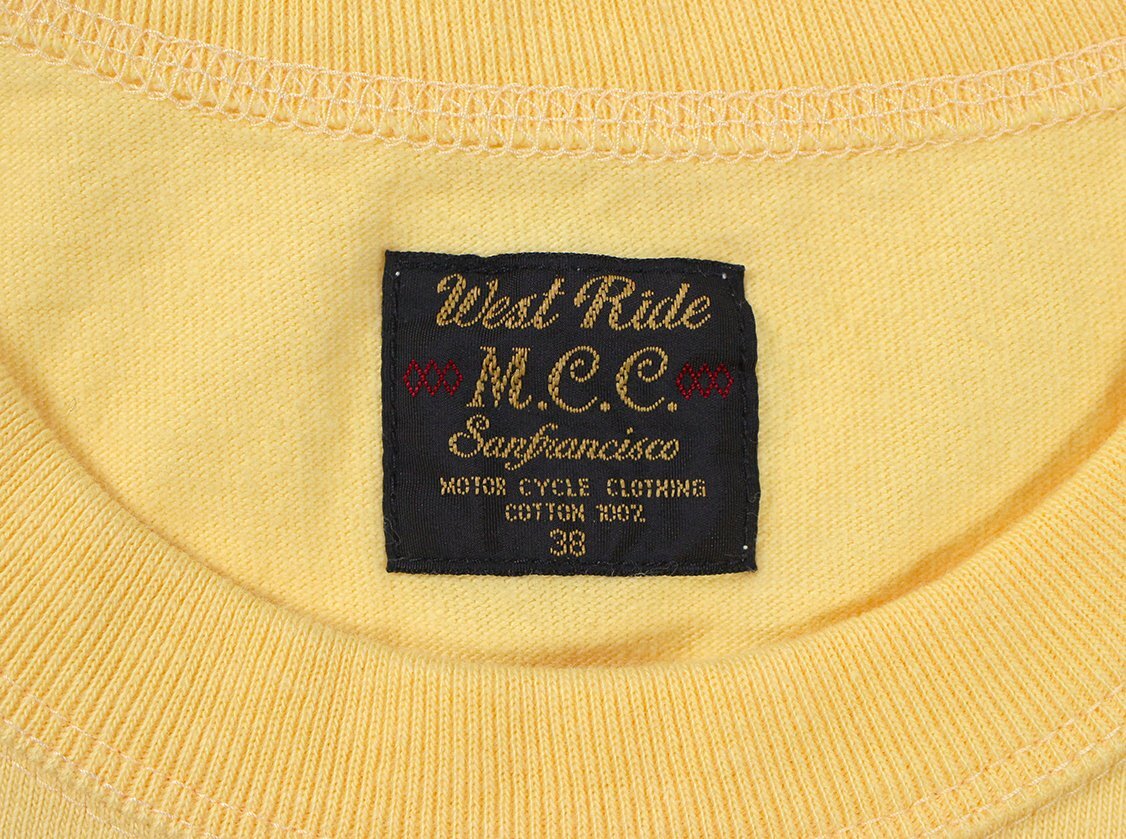 West Ride
M.C.C.
Sanfrancisco
MOTOR CYCLE CLOTHING
COTTON 100%
38